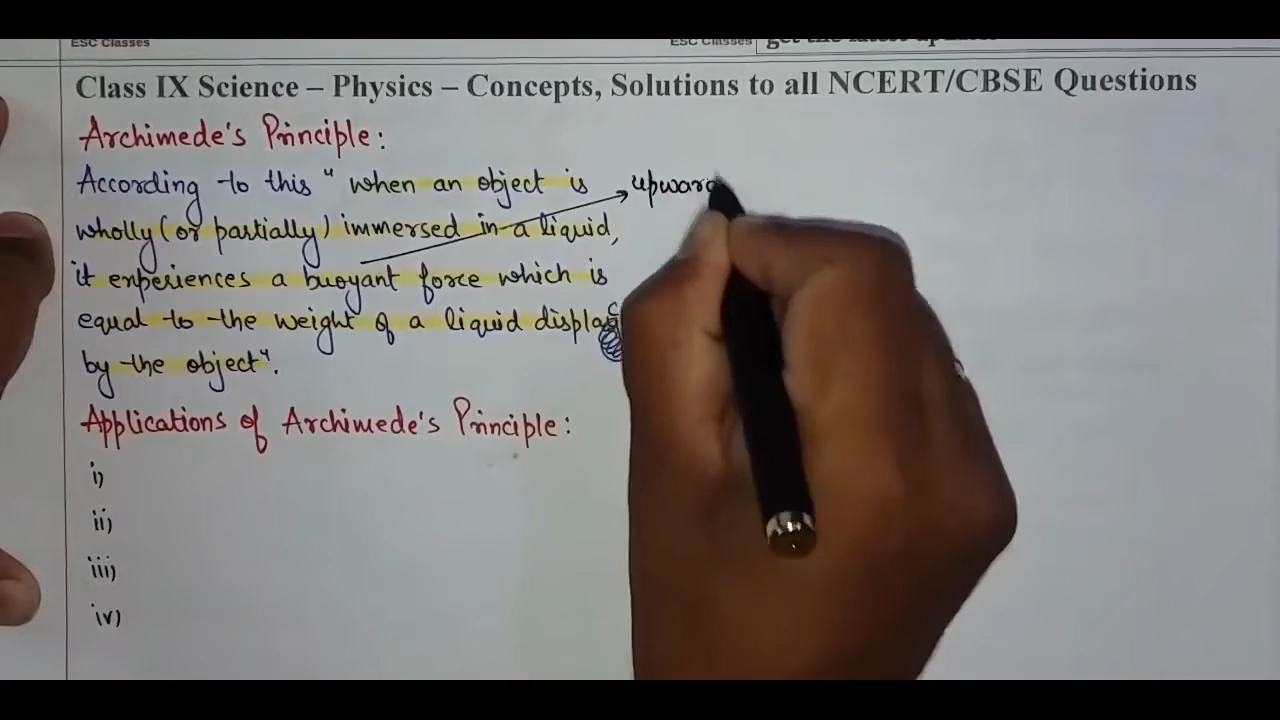 ESC Classes
ESC Classes
Class IX Science – Physics – Concepts, Solutions to all NCERT/CBSE Questions
Archimede's Principle:
According to this " when an object is
upward
wholly (or partially) immersed in a liquid,
it experiences a buoyant force which is
equal to the weight of a liquid displac
by the object".
Applications of Archimede's Principle:
i)
ii)
iii)
iv)